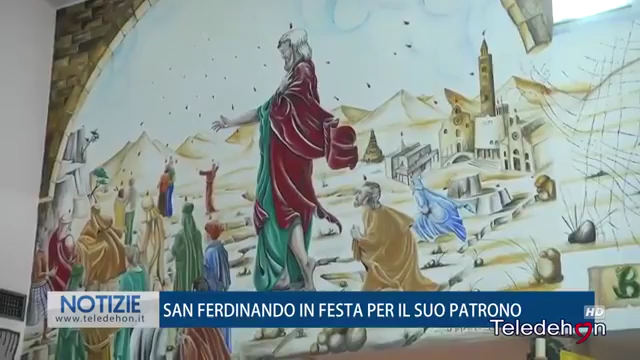 NOTIZIE
www.teledehon.it
SAN FERDINANDO IN FESTA PER IL SUO PATRONO
HD
Teledehon